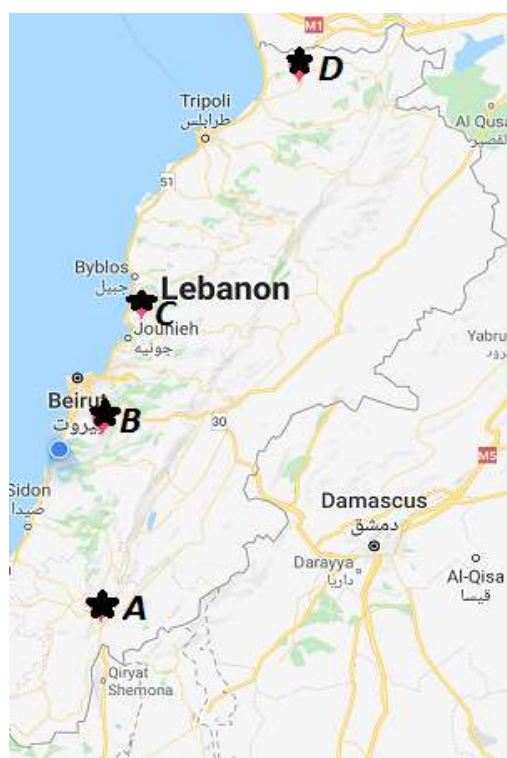 M1
D
Tripoli
طرابلس
Al Qusa
القصير
51
Byblos
جبيل
Lebanon
C
Jounieh
جونيه
Yabru
Beirut
بيروت
B
30
M5
Sidon
صيدا
Damascus
دمشق
Darayya
داريا
Al-Qisa
قيسا
A
Qiryat
Shemona